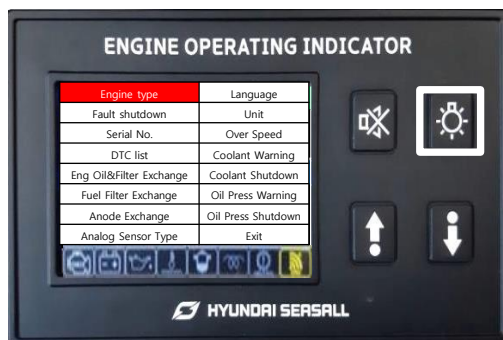 ENGINE OPERATING INDICATOR
Engine type Language
Fault shutdown Unit
Serial No. Over Speed
DTC list Coolant Warning
Eng Oil&Filter Exchange Coolant Shutdown
Fuel Filter Exchange Oil Press Warning
Anode Exchange Oil Press Shutdown
Analog Sensor Type Exit
HYUNDAI SEASALL